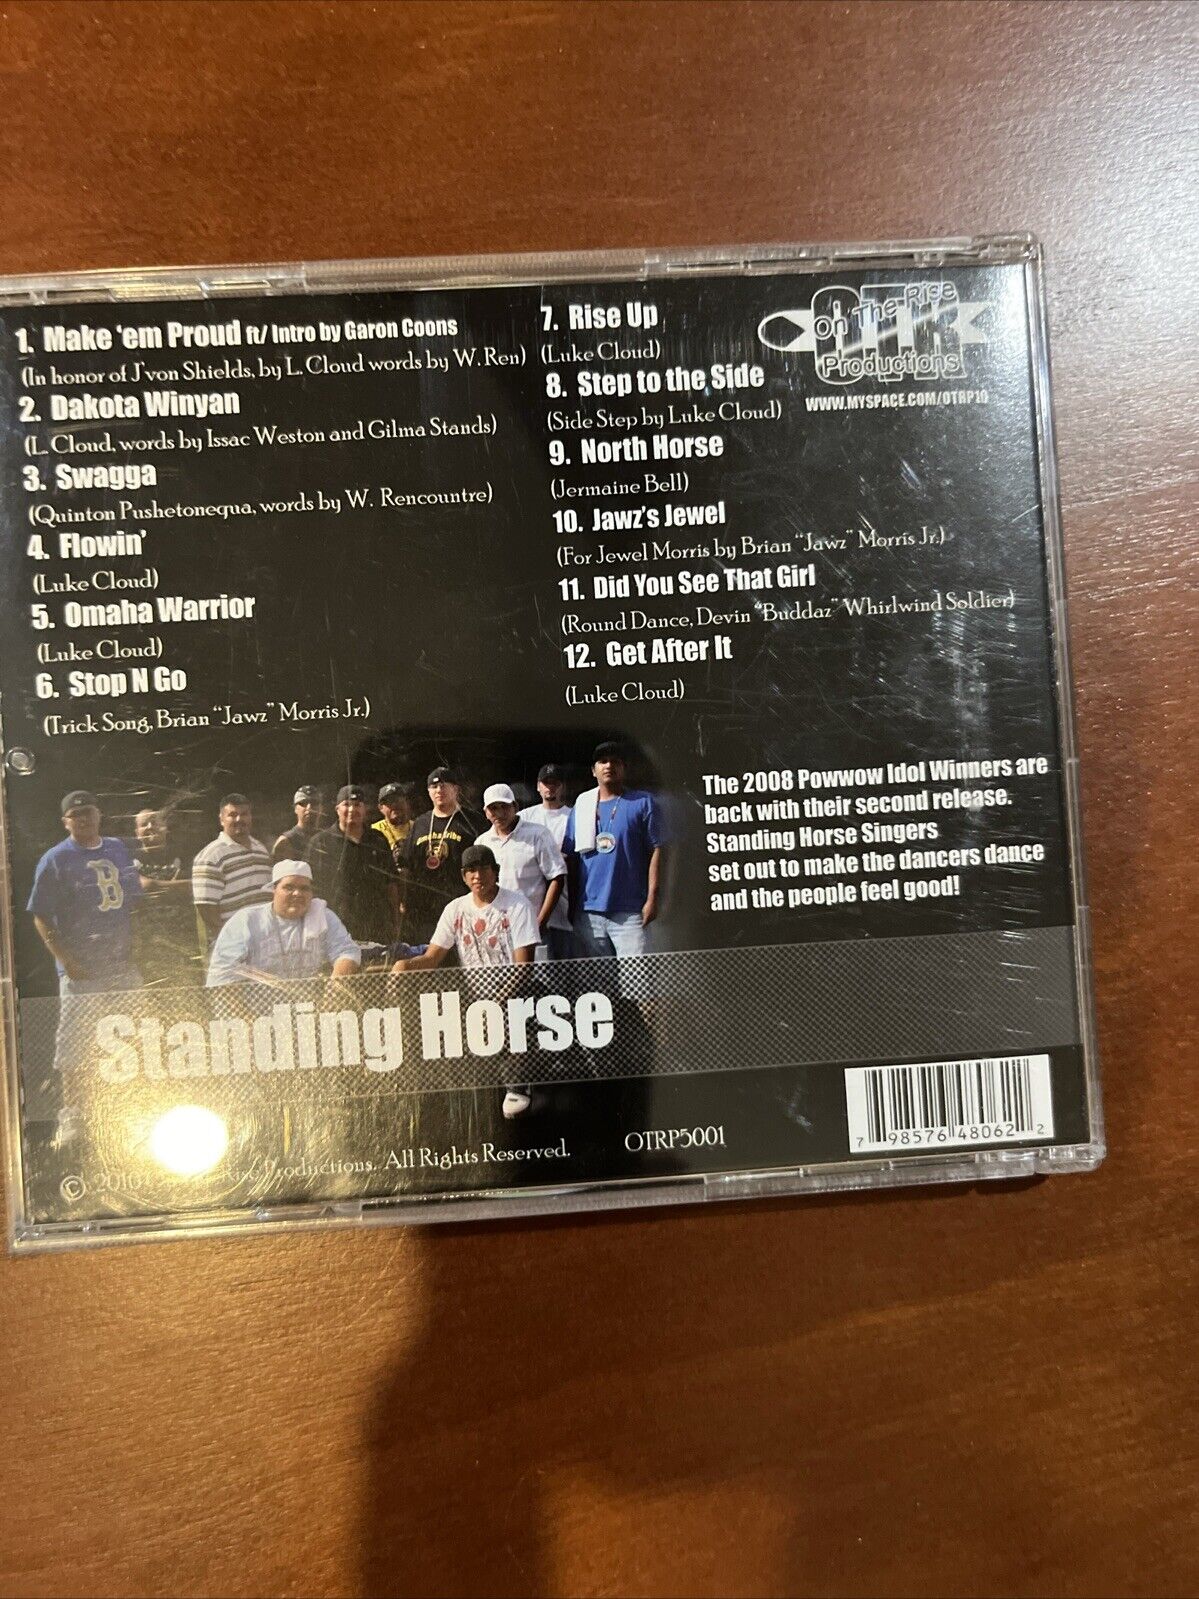 1. Make 'em Proud ft/ Intro by Garon Coons
(In honor of J'von Shields, by L. Cloud words by W. Ren)
2. Dakota Winyan
(L. Cloud, words by Issac Weston and Gilma Stands)
3. Swagga
(Quinton Pushetonequa, words by W. Rencountre)
4. Flowin'
(Luke Cloud)
5. Omaha Warrior
(Luke Cloud)
6. Stop N Go
(Trick Song, Brian "Jawz" Morris Jr.)
7. Rise Up
(Luke Cloud)
8. Step to the Side
(Side Step by Luke Cloud)
9. North Horse
(Jermaine Bell)
10. Jawz's Jewel
(For Jewel Morris by Brian "Jawz" Morris Jr.)
11. Did You See That Girl
(Round Dance, Devin "Buddaz" Whirlwind Soldier)
12. Get After It
(Luke Cloud)
On The Rise
Productions
WWW.MYSPACE.COM/OTRP10
The 2008 Powwow Idol Winners are
back with their second release.
Standing Horse Singers
set out to make the dancers dance
and the people feel good!
B
Omaha Tribe
Standing Horse
© 2010 Productions. All Rights Reserved.
OTRP5001
7 98576 48062 2